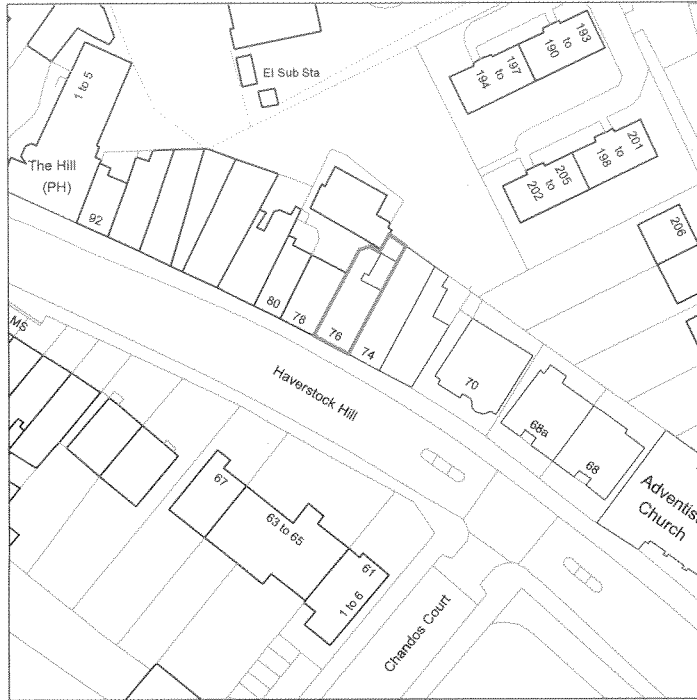 193
to
190
197
to
194
El Sub Sta
1 to 5
201
to
198
The Hill
(PH)
205
to
202
92
206
80
78
76
74
MS
70
Haverstock Hill
68a
68
67
Adventis
Church
63 to 65
61
1 to 6
Chandos Court